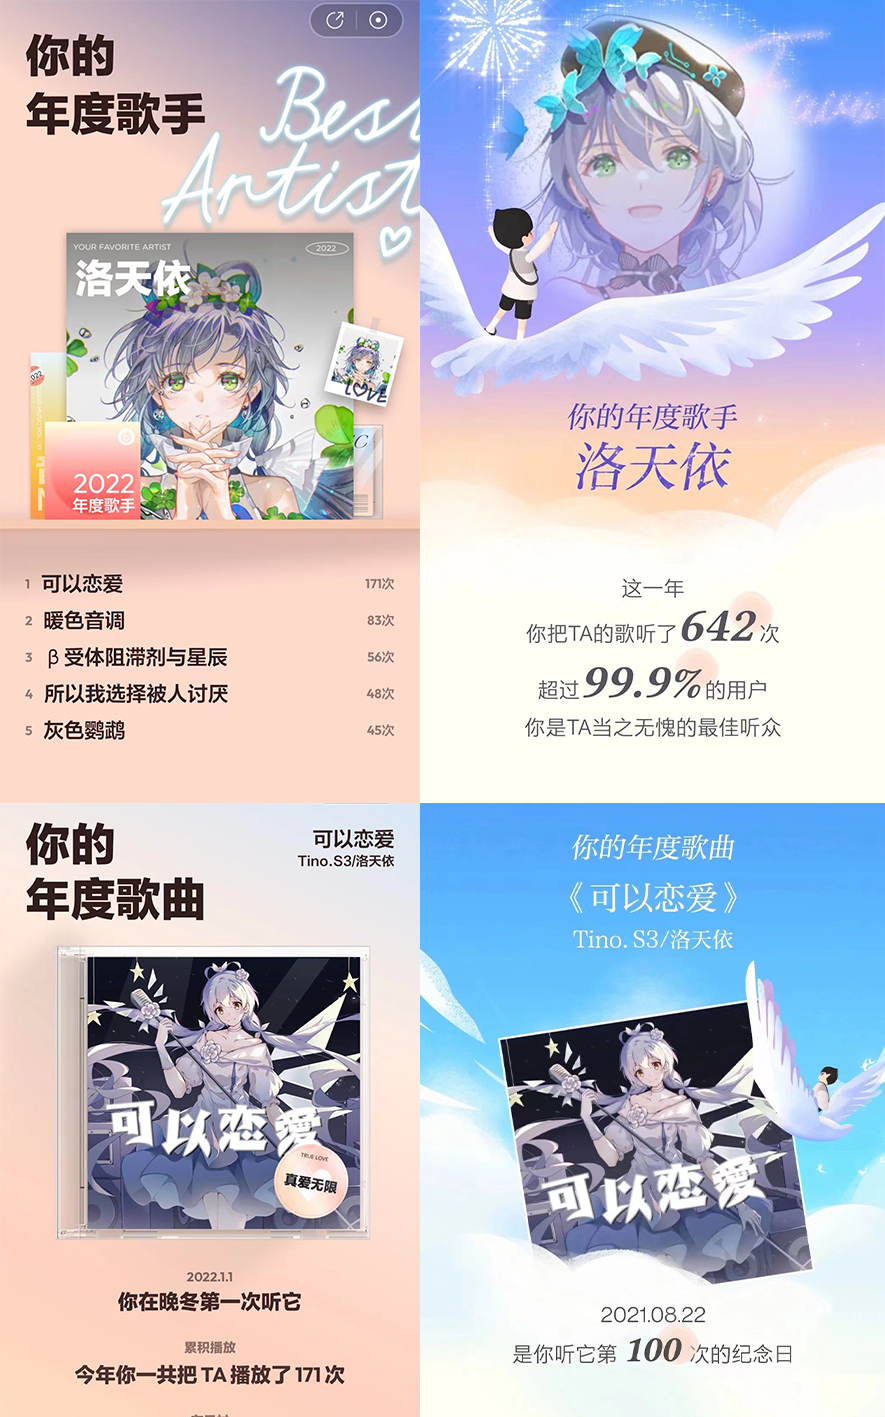 你的
年度歌手
Best
Artist
YOUR FAVORITE ARTIST
2022
洛天依
LOVE
2022
年度歌手
1 可以恋爱 171次
2 暖色音调 83次
3 β受体阻滞剂与星辰 56次
4 所以我选择被人讨厌 48次
5 灰色鹦鹉 45次
你的年度歌手
洛天依
这一年
你把TA的歌听了642次
超过99.9%的用户
你是TA当之无愧的最佳听众
你的
年度歌曲
可以恋爱
Tino.S3/洛天依
可以恋愛
TRUE LOVE
真爱无限
2022.1.1
你在晚冬第一次听它
累积播放
今年你一共把 TA 播放了 171 次
你的年度歌曲
《可以恋爱》
Tino. S3/洛天依
可以恋愛
2021.08.22
是你听它第 100 次的纪念日